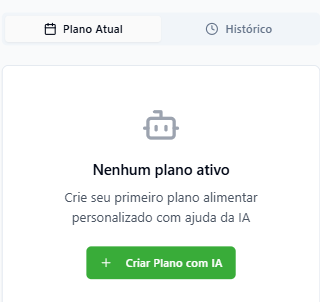 Plano Atual
Histórico
Nenhum plano ativo
Crie seu primeiro plano alimentar
personalizado com ajuda da IA
Criar Plano com IA